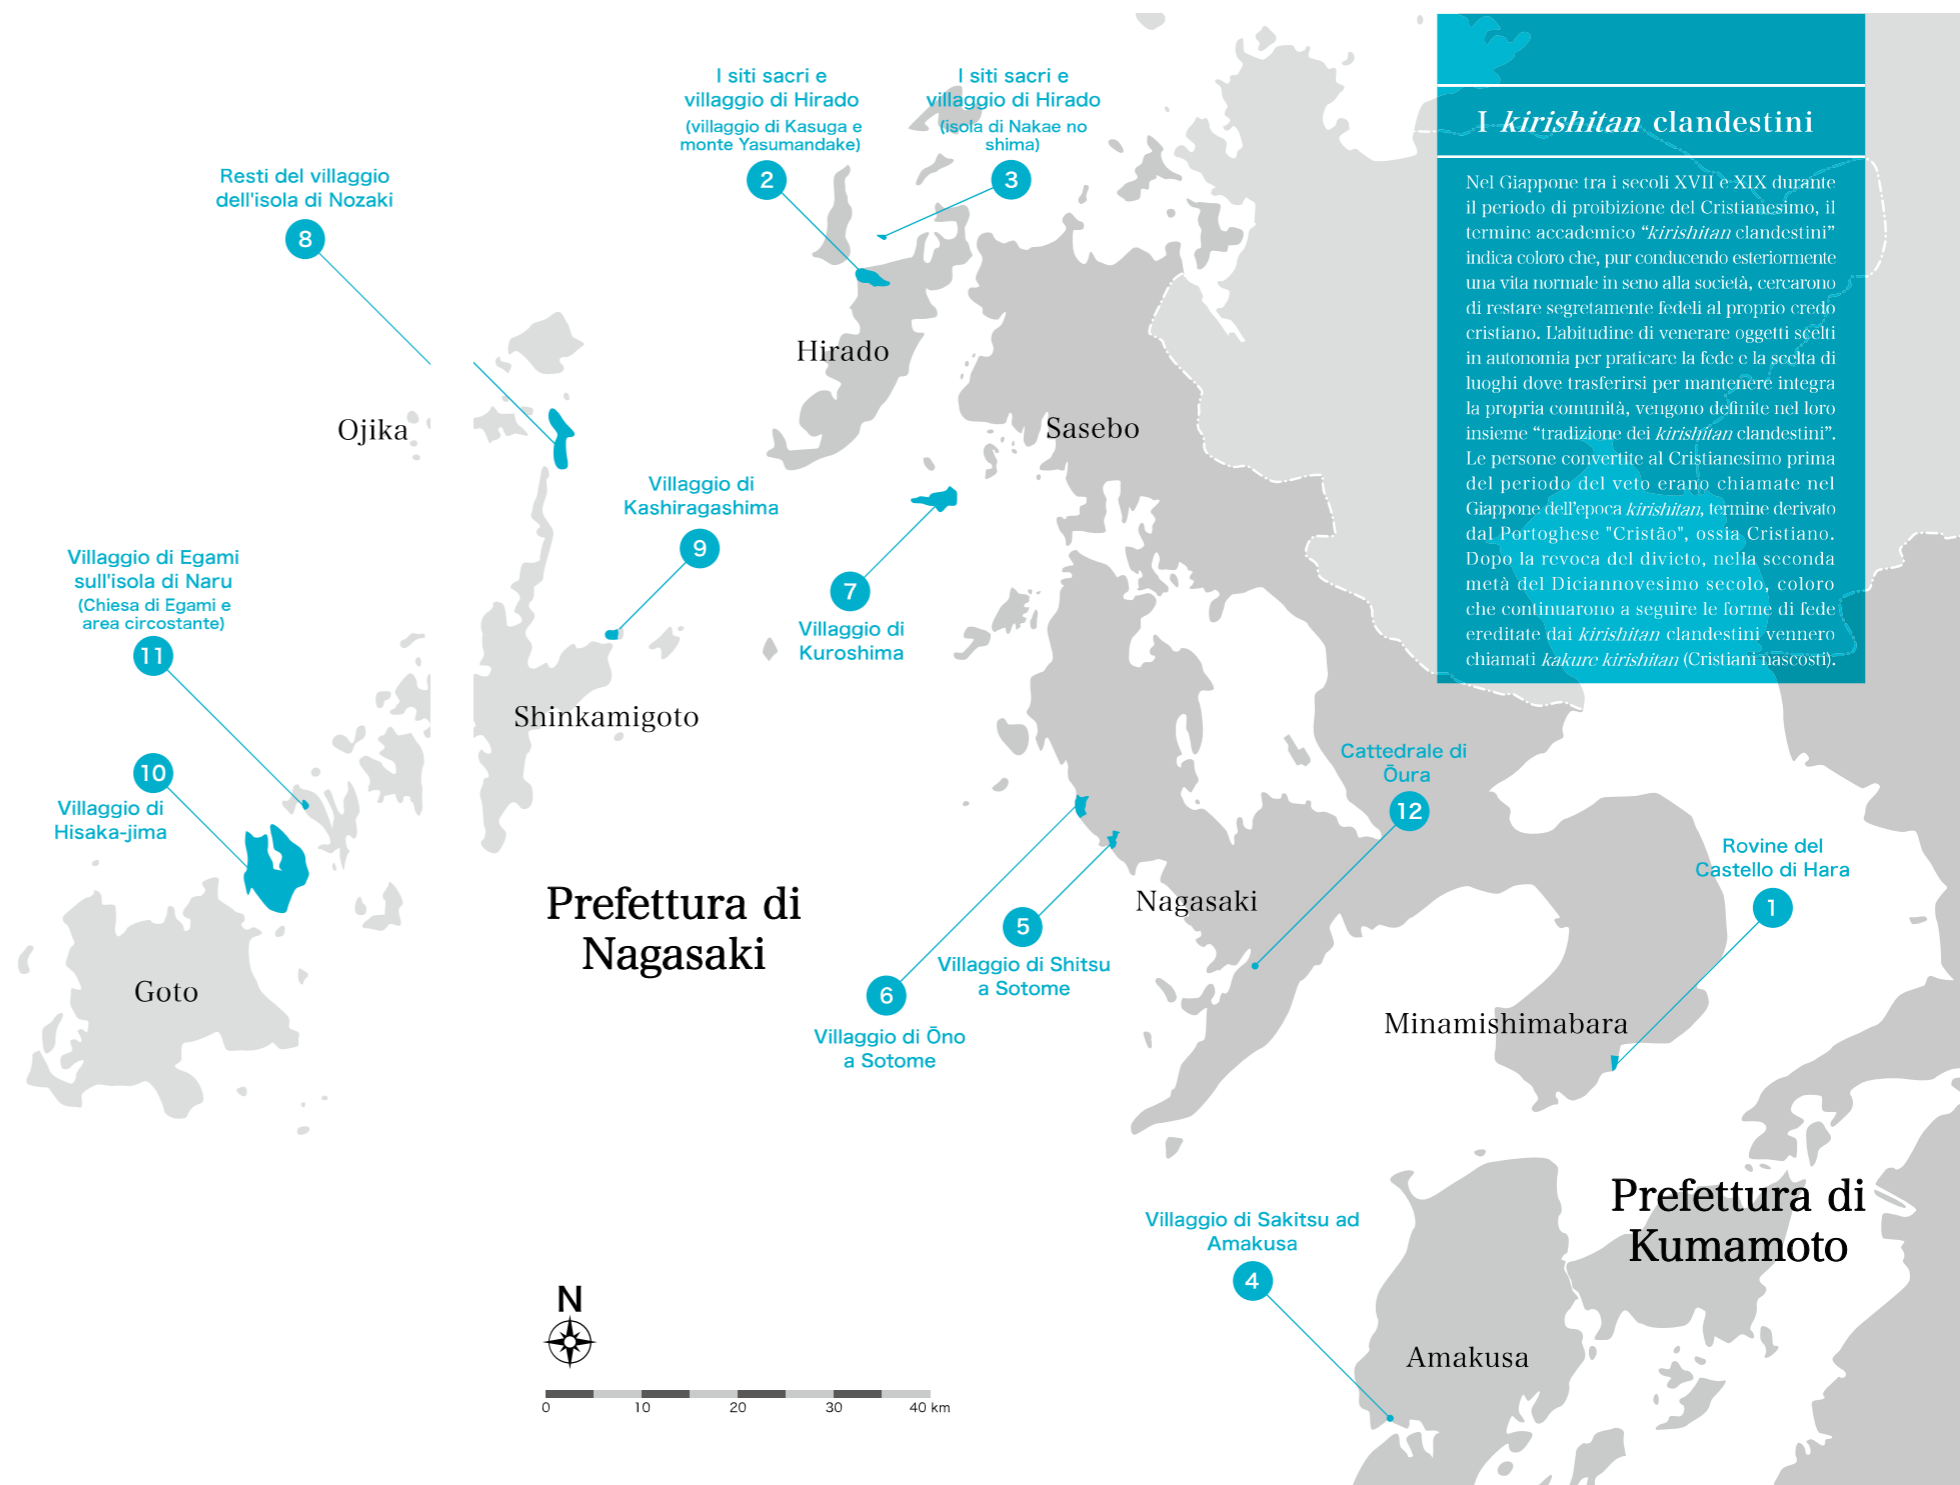 I siti sacri e
villaggio di Hirado
(villaggio di Kasuga e
monte Yasumandake)
2
I siti sacri e
villaggio di Hirado
(isola di Nakae no
shima)
3
Resti del villaggio
dell'isola di Nozaki
8
Hirado
Ojika
Sasebo
Villaggio di
Kashiragashima
9
7
Villaggio di
Kuroshima
Villaggio di Egami
sull'isola di Naru
(Chiesa di Egami e
area circostante)
11
10
Villaggio di
Hisaka-jima
Shinkamigoto
Goto
Prefettura di
Nagasaki
Cattedrale di
Ōura
12
Rovine del
Castello di Hara
1
Nagasaki
5
Villaggio di Shitsu
a Sotome
6
Villaggio di Ōno
a Sotome
Minamishimabara
Prefettura di
Kumamoto
Villaggio di Sakitsu ad
Amakusa
4
Amakusa
N
0 10 20 30 40 km
I kirishitan clandestini
Nel Giappone tra i secoli XVII e XIX durante
il periodo di proibizione del Cristianesimo, il
termine accademico “kirishitan clandestini”
indica coloro che, pur conducendo esteriormente
una vita normale in seno alla società, cercarono
di restare segretamente fedeli al proprio credo
cristiano. L'abitudine di venerare oggetti scelti
in autonomia per praticare la fede e la scelta di
luoghi dove trasferirsi per mantenere integra
la propria comunità, vengono definite nel loro
insieme “tradizione dei kirishitan clandestini”.
Le persone convertite al Cristianesimo prima
del periodo del veto erano chiamate nel
Giappone dell'epoca kirishitan, termine derivato
dal Portoghese "Cristão", ossia Cristiano.
Dopo la revoca del divieto, nella seconda
metà del Diciannovesimo secolo, coloro
che continuarono a seguire le forme di fede
ereditate dai kirishitan clandestini vennero
chiamati kakure kirishitan (Cristiani nascosti).